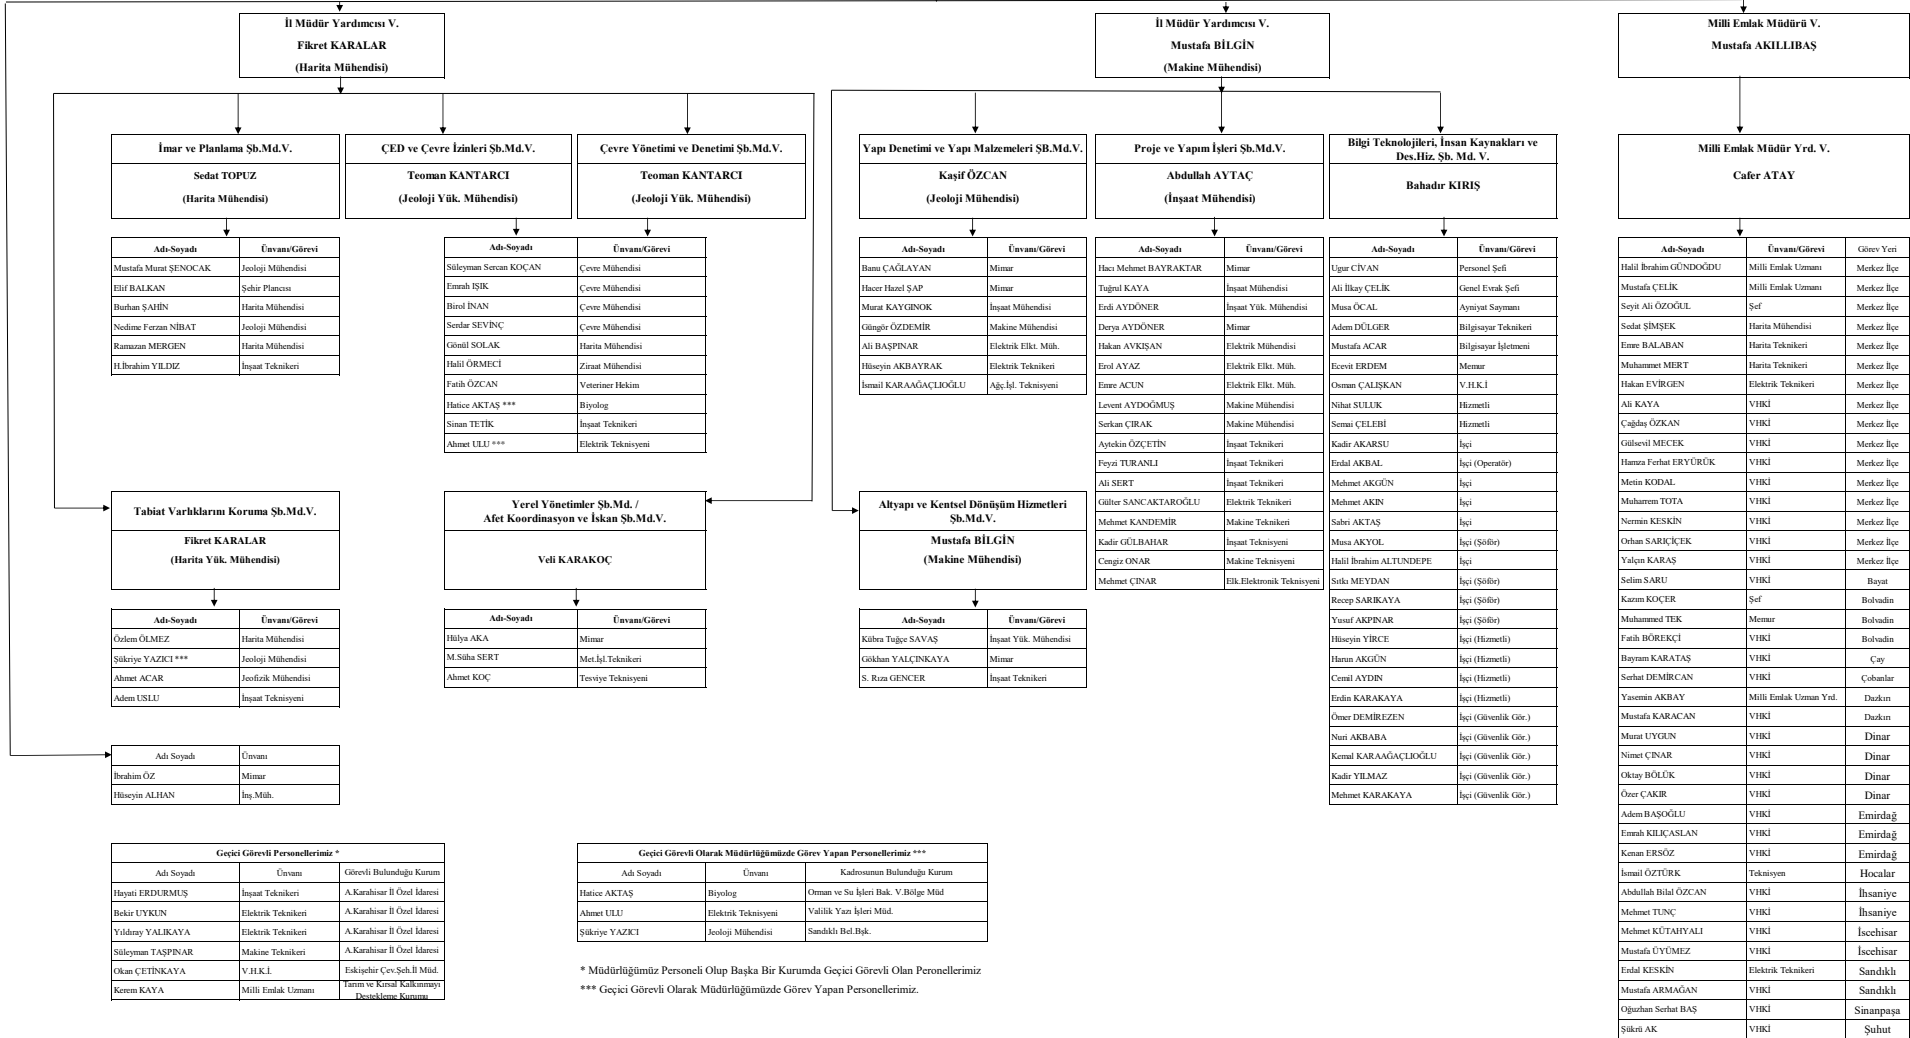 İl Müdür Yardımcısı V.
Fikret KARALAR
(Harita Mühendisi)
İl Müdür Yardımcısı V.
Mustafa BİLGİN
(Makine Mühendisi)
Milli Emlak Müdürü V.
Mustafa AKILLIBAŞ
İmar ve Planlama Şb.Md.V.
Sedat TOPUZ
(Harita Mühendisi)
ÇED ve Çevre İzinleri Şb.Md.V.
Teoman KANTARCI
(Jeoloji Yük. Mühendisi)
Çevre Yönetimi ve Denetimi Şb.Md.V.
Teoman KANTARCI
(Jeoloji Yük. Mühendisi)
Yapı Denetimi ve Yapı Malzemeleri ŞB.Md.V.
Kaşif ÖZCAN
(Jeoloji Mühendisi)
Proje ve Yapım İşleri Şb.Md.V.
Abdullah AYTAÇ
(İnşaat Mühendisi)
Bilgi Teknolojileri, İnsan Kaynakları ve
Des.Hiz. Şb. Md. V.
Bahadır KIRIŞ
Milli Emlak Müdür Yrd. V.
Cafer ATAY
Adı-Soyadı Ünvanı/Görevi
Mustafa Murat ŞENOCAK Jeoloji Mühendisi
Elif BALKAN Şehir Plancısı
Burhan ŞAHİN Harita Mühendisi
Nedime Ferzan NİBAT Jeoloji Mühendisi
Ramazan MERGEN Harita Mühendisi
H.İbrahim YILDIZ İnşaat Teknikeri
Adı-Soyadı Ünvanı/Görevi
Süleyman Sercan KOÇAN Çevre Mühendisi
Emrah IŞIK Çevre Mühendisi
Birol İNAN Çevre Mühendisi
Serdar SEVİNÇ Çevre Mühendisi
Gönül SOLAK Harita Mühendisi
Halil ÖRMECİ Ziraat Mühendisi
Fatih ÖZCAN Veteriner Hekim
Hatice AKTAŞ *** Biyolog
Sinan TETİK İnşaat Teknikeri
Ahmet ULU *** Elektrik Teknisyeni
Adı-Soyadı Ünvanı/Görevi
Banu ÇAĞLAYAN Mimar
Hacer Hazel ŞAP Mimar
Murat KAYGINOK İnşaat Mühendisi
Güngör ÖZDEMİR Makine Mühendisi
Ali BAŞPINAR Elektrik Elkt. Müh.
Hüseyin AKBAYRAK Elektrik Teknikeri
İsmail KARAAĞAÇLIOĞLU Ağç.İşl. Teknisyeni
Adı-Soyadı Ünvanı/Görevi
Hacı Mehmet BAYRAKTAR Mimar
Tuğrul KAYA İnşaat Mühendisi
Erdi AYDÖNER İnşaat Yük. Mühendisi
Derya AYDÖNER Mimar
Hakan AVKIŞAN Elektrik Mühendisi
Erol AYAZ Elektrik Elkt. Müh.
Emre ACUN Elektrik Elkt. Müh.
Levent AYDOĞMUŞ Makine Mühendisi
Serkan ÇIRAK Makine Mühendisi
Aytekin ÖZÇETİN İnşaat Teknikeri
Feyzi TURANLI İnşaat Teknikeri
Ali SERT İnşaat Teknikeri
Gülter SANCAKTAROĞLU Elektrik Teknikeri
Mehmet KANDEMİR Makine Teknikeri
Kadir GÜLBAHAR İnşaat Teknisyeni
Cengiz ONAR Makine Teknisyeni
Mehmet ÇINAR Elk.Elektronik Teknisyeni
Adı-Soyadı Ünvanı/Görevi
Ugur CİVAN Personel Şefi
Ali İlkay ÇELİK Genel Evrak Şefi
Musa ÖCAL Ayniyat Saymanı
Adem DÜLGER Bilgisayar Teknikeri
Mustafa ACAR Bilgisayar İşletmeni
Ecevit ERDEM Memur
Osman ÇALIŞKAN V.H.K.İ
Nihat SULUK Hizmetli
Semai ÇELEBİ Hizmetli
Kadir AKARSU İşçi
Erdal AKBAL İşçi (Operatör)
Mehmet AKGÜN İşçi
Mehmet AKIN İşçi
Sabri AKTAŞ İşçi
Musa AKYOL İşçi (Şöför)
Halil İbrahim ALTUNDEPE İşçi
Sıtkı MEYDAN İşçi (Şöför)
Recep SARIKAYA İşçi (Şöför)
Yusuf AKPINAR İşçi (Şöför)
Hüseyin YİRCE İşçi (Hizmetli)
Harun AKGÜN İşçi (Hizmetli)
Cemil AYDIN İşçi (Hizmetli)
Erdin KARAKAYA İşçi (Hizmetli)
Ömer DEMİREZEN İşçi (Güvenlik Gör.)
Nuri AKBABA İşçi (Güvenlik Gör.)
Kemal KARAAĞAÇLIOĞLU İşçi (Güvenlik Gör.)
Kadir YILMAZ İşçi (Güvenlik Gör.)
Mehmet KARAKAYA İşçi (Güvenlik Gör.)
Adı-Soyadı Ünvanı/Görevi Görev Yeri
Halil İbrahim GÜNDOĞDU Milli Emlak Uzmanı Merkez İlçe
Mustafa ÇELİK Milli Emlak Uzmanı Merkez İlçe
Seyit Ali ÖZOĞUL Şef Merkez İlçe
Sedat ŞİMŞEK Harita Mühendisi Merkez İlçe
Emre BALABAN Harita Teknikeri Merkez İlçe
Muhammet MERT Harita Teknikeri Merkez İlçe
Hakan EVİRGEN Elektrik Teknikeri Merkez İlçe
Ali KAYA VHKİ Merkez İlçe
Çağdaş ÖZKAN VHKİ Merkez İlçe
Gülsevil MECEK VHKİ Merkez İlçe
Hamza Ferhat ERYÜRÜK VHKİ Merkez İlçe
Metin KODAL VHKİ Merkez İlçe
Muharrem TOTA VHKİ Merkez İlçe
Nermin KESKİN VHKİ Merkez İlçe
Orhan SARIÇİÇEK VHKİ Merkez İlçe
Yalçın KARAŞ VHKİ Merkez İlçe
Selim SARU VHKİ Bayat
Kazım KOÇER Şef Bolvadin
Muhammed TEK Memur Bolvadin
Fatih BÖREKÇİ VHKİ Bolvadin
Bayram KARATAŞ VHKİ Çay
Serhat DEMİRCAN VHKİ Çobanlar
Yasemin AKBAY Milli Emlak Uzman Yrd. Dazkırı
Mustafa KARACAN VHKİ Dazkırı
Murat UYGUN VHKİ Dinar
Nimet ÇINAR VHKİ Dinar
Oktay BÖLÜK VHKİ Dinar
Özer ÇAKIR VHKİ Dinar
Adem BAŞOĞLU VHKİ Emirdağ
Emrah KILIÇASLAN VHKİ Emirdağ
Kenan ERSÖZ VHKİ Emirdağ
İsmail ÖZTÜRK Teknisyen Hocalar
Abdullah Bilal ÖZCAN VHKİ İhsaniye
Mehmet TUNÇ VHKİ İhsaniye
Mehmet KÜTAHYALI VHKİ İscehisar
Mustafa ÜYÜMEZ VHKİ İscehisar
Erdal KESKİN Elektrik Teknikeri Sandıklı
Mustafa ARMAĞAN VHKİ Sandıklı
Oğuzhan Serhat BAŞ VHKİ Sinanpaşa
Şükrü AK VHKİ Şuhut
Tabiat Varlıklarını Koruma Şb.Md.V.
Fikret KARALAR
(Harita Yük. Mühendisi)
Yerel Yönetimler Şb.Md. /
Afet Koordinasyon ve İskan Şb.Md.V.
Veli KARAKOÇ
Altyapı ve Kentsel Dönüşüm Hizmetleri
Şb.Md.V.
Mustafa BİLGİN
(Makine Mühendisi)
Adı-Soyadı Ünvanı/Görevi
Özlem ÖLMEZ Harita Mühendisi
Şükriye YAZICI *** Jeoloji Mühendisi
Ahmet ACAR Jeofizik Mühendisi
Adem USLU İnşaat Teknisyeni
Adı-Soyadı Ünvanı/Görevi
Hülya AKA Mimar
M.Süha SERT Met.İşl.Teknikeri
Ahmet KOÇ Tesviye Teknisyeni
Adı-Soyadı Ünvanı/Görevi
Kübra Tuğçe SAVAŞ İnşaat Yük. Mühendisi
Gökhan YALÇINKAYA Mimar
S. Rıza GENCER İnşaat Teknikeri
Adı Soyadı Ünvanı
İbrahim ÖZ Mimar
Hüseyin ALHAN İnş.Müh.
Geçici Görevli Personellerimiz *
Adı Soyadı Ünvanı Görevli Bulunduğu Kurum
Hayati ERDURMUŞ İnşaat Teknikeri A.Karahisar İl Özel İdaresi
Bekir UYKUN Elektrik Teknikeri A.Karahisar İl Özel İdaresi
Yıldıray YALIKAYA Elektrik Teknikeri A.Karahisar İl Özel İdaresi
Süleyman TAŞPINAR Makine Teknikeri A.Karahisar İl Özel İdaresi
Okan ÇETİNKAYA V.H.K.İ. Eskişehir Çev.Şeh.İl Müd.
Kerem KAYA Milli Emlak Uzmanı Tarım ve Kırsal Kalkınmayı
Destekleme Kurumu
Geçici Görevli Olarak Müdürlüğümüzde Görev Yapan Personellerimiz ***
Adı Soyadı Ünvanı Kadrosunun Bulunduğu Kurum
Hatice AKTAŞ Biyolog Orman ve Su İşleri Bak. V.Bölge Müd
Ahmet ULU Elektrik Teknisyeni Valilik Yazı İşleri Müd.
Şükriye YAZICI Jeoloji Mühendisi Sandıklı Bel.Bşk.
* Müdürlüğümüz Personeli Olup Başka Bir Kurumda Geçici Görevli Olan Peronellerimiz
*** Geçici Görevli Olarak Müdürlüğümüzde Görev Yapan Personellerimiz.